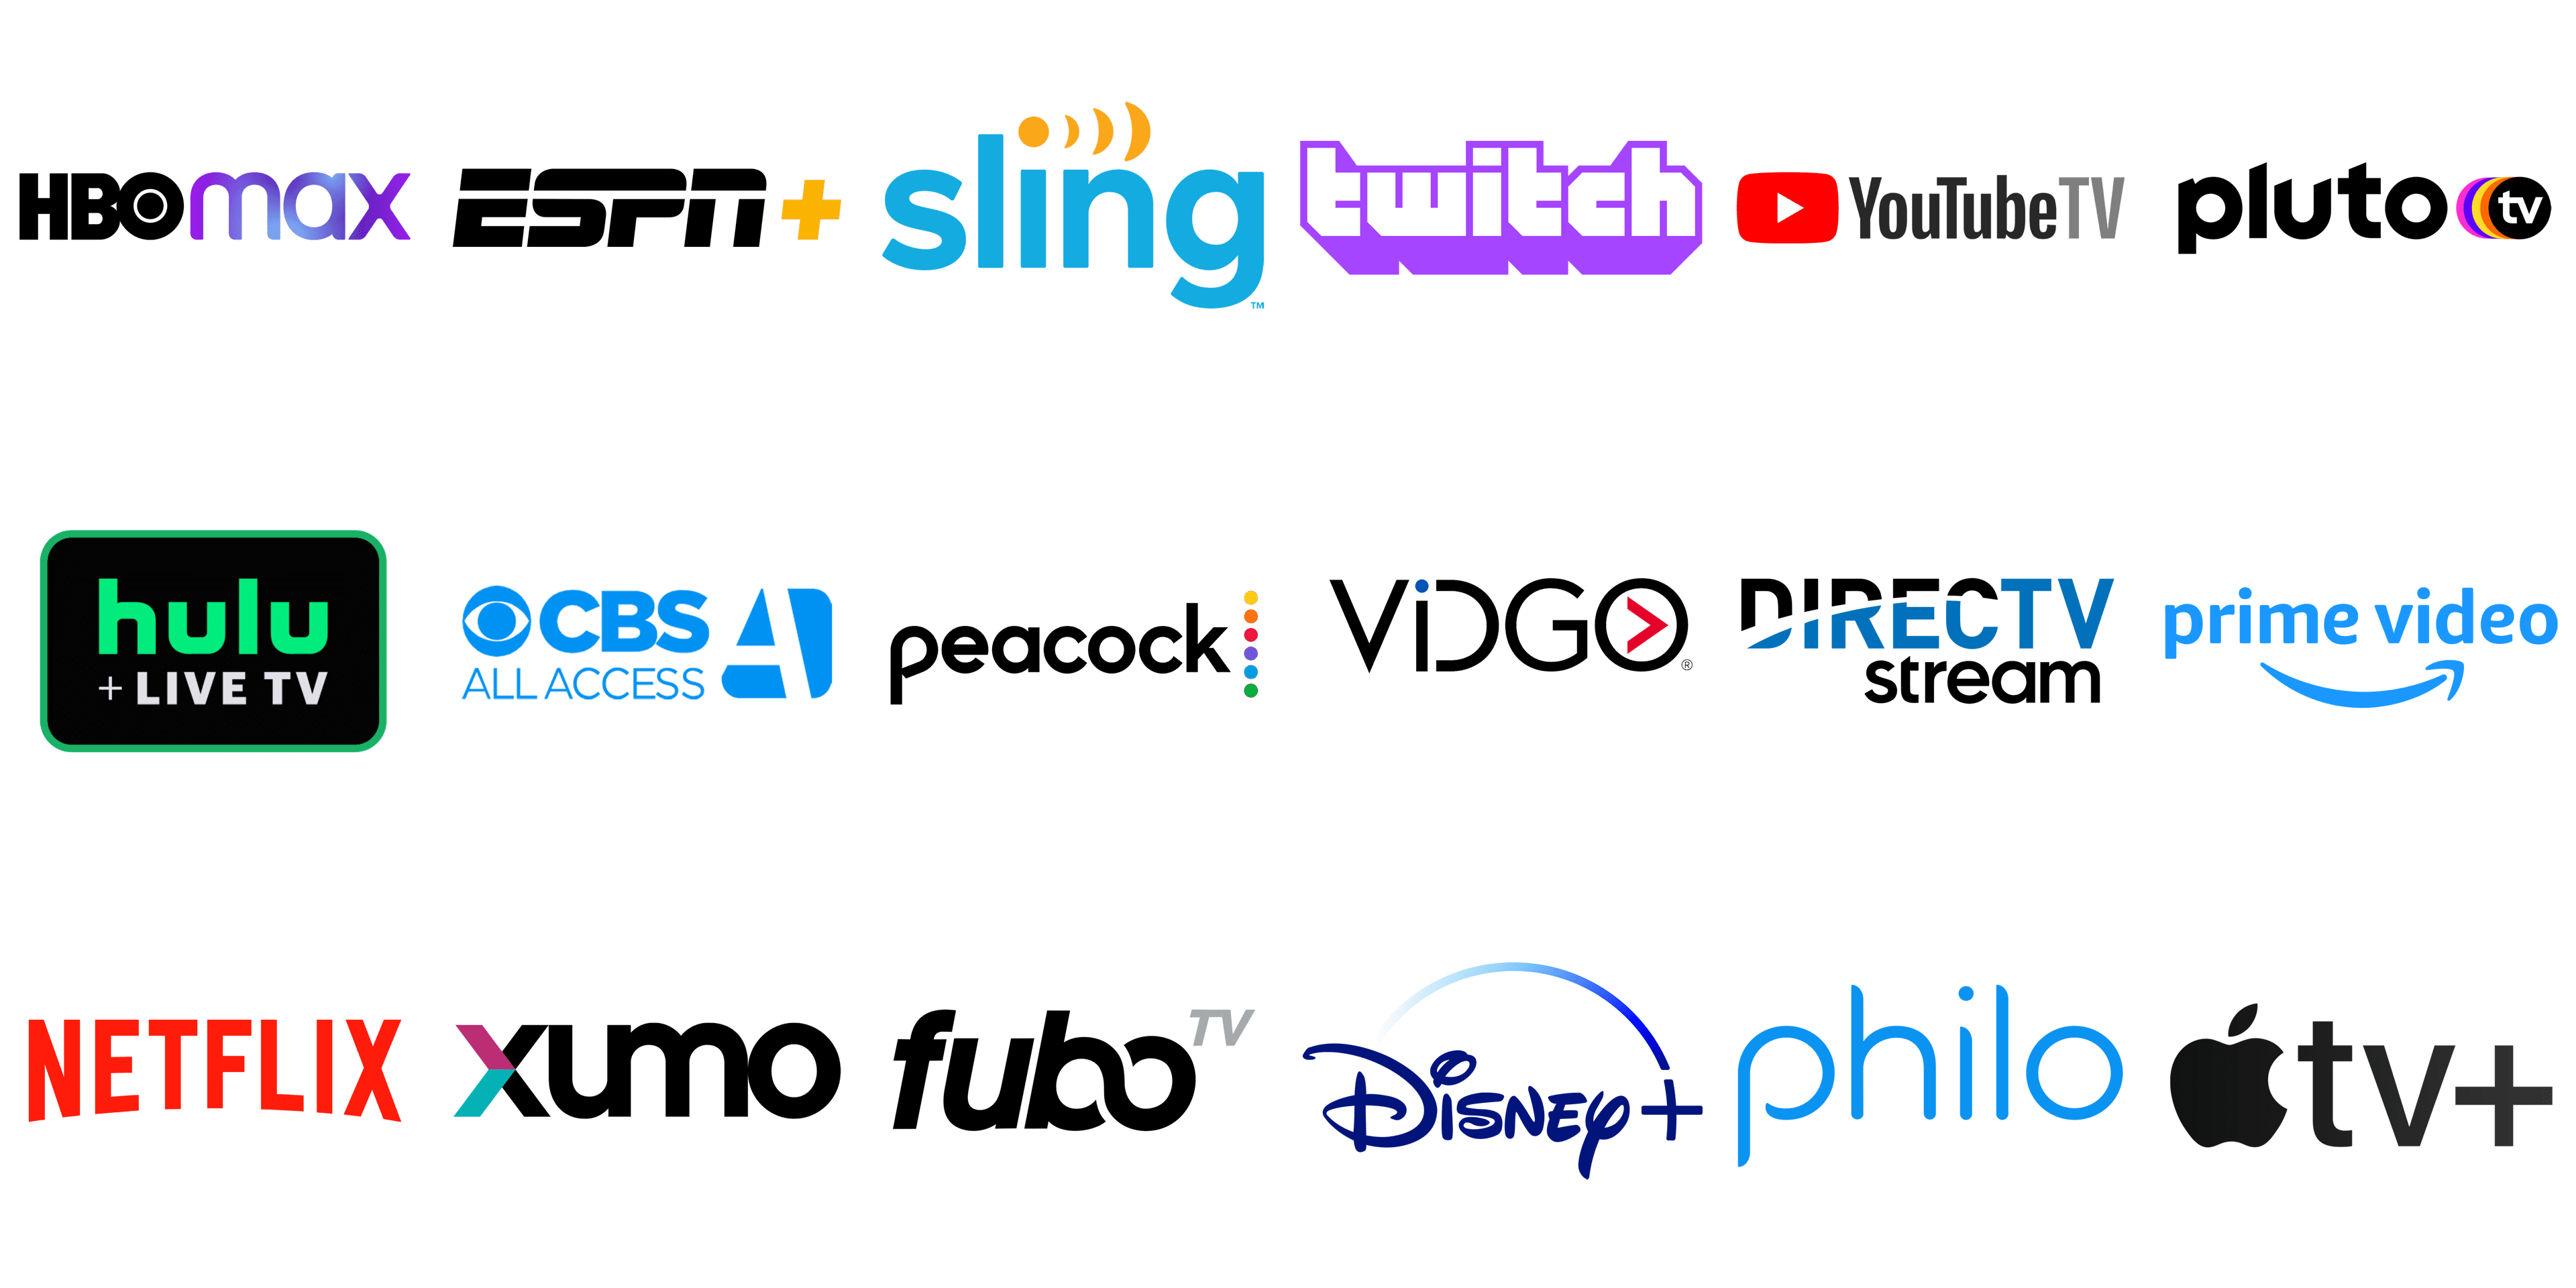 HBOmax
ESPN+
sling
TM
twitch
YouTubeTV
pluto tv
hulu
+ LIVE TV
CBS
ALL ACCESS
A
peacock
ViDGO
®
DIRECTV
stream
prime video
NETFLIX
xumo
fubo TV
Disney+
philo
tv+